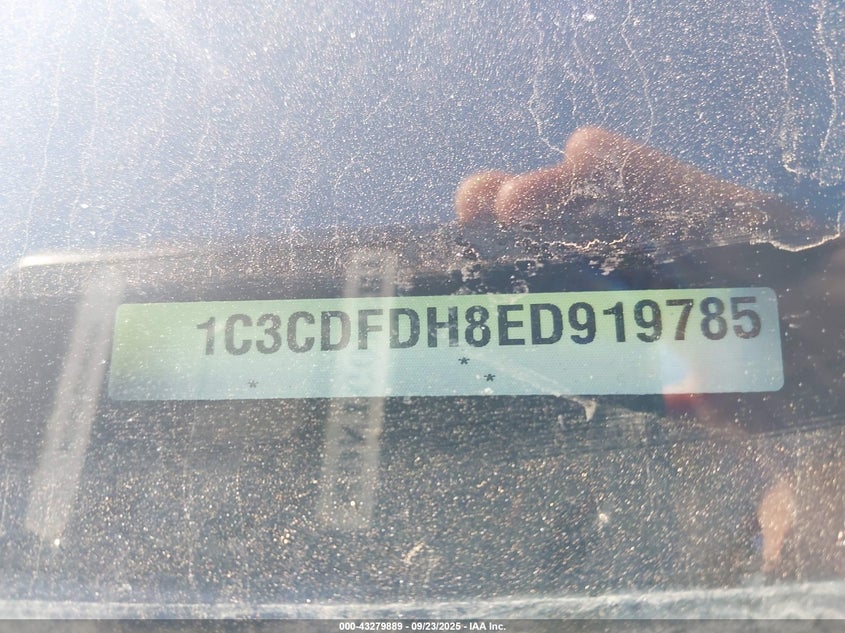 1C3CDFDH8ED919785
*
* *
000-43279889 - 09/23/2025 - IAA Inc.